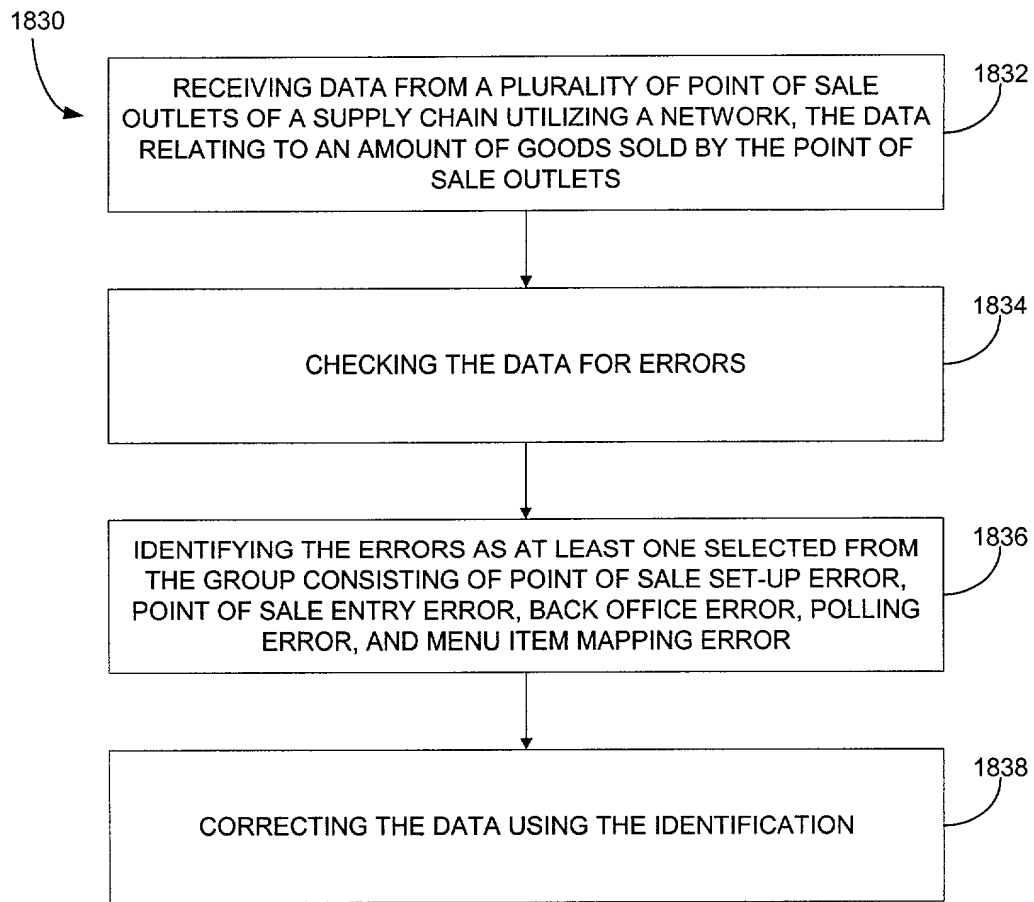 1830
RECEIVING DATA FROM A PLURALITY OF POINT OF SALE
OUTLETS OF A SUPPLY CHAIN UTILIZING A NETWORK, THE DATA
RELATING TO AN AMOUNT OF GOODS SOLD BY THE POINT OF
SALE OUTLETS
1832
CHECKING THE DATA FOR ERRORS
1834
IDENTIFYING THE ERRORS AS AT LEAST ONE SELECTED FROM
THE GROUP CONSISTING OF POINT OF SALE SET-UP ERROR,
POINT OF SALE ENTRY ERROR, BACK OFFICE ERROR, POLLING
ERROR, AND MENU ITEM MAPPING ERROR
1836
CORRECTING THE DATA USING THE IDENTIFICATION
1838